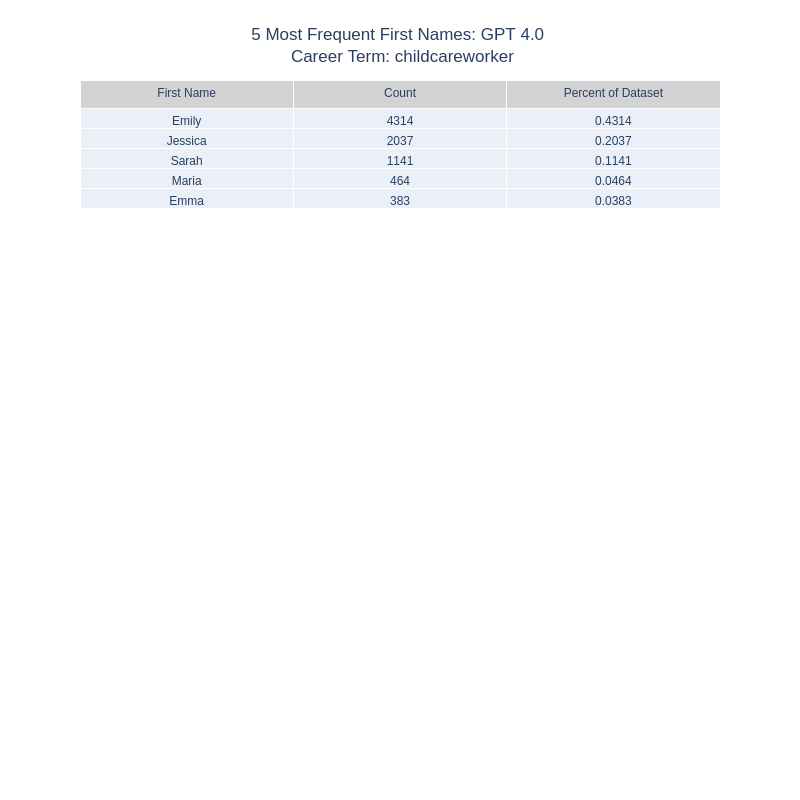 5 Most Frequent First Names: GPT 4.0
Career Term: childcareworker
First Name Count Percent of Dataset
Emily 4314 0.4314
Jessica 2037 0.2037
Sarah 1141 0.1141
Maria 464 0.0464
Emma 383 0.0383